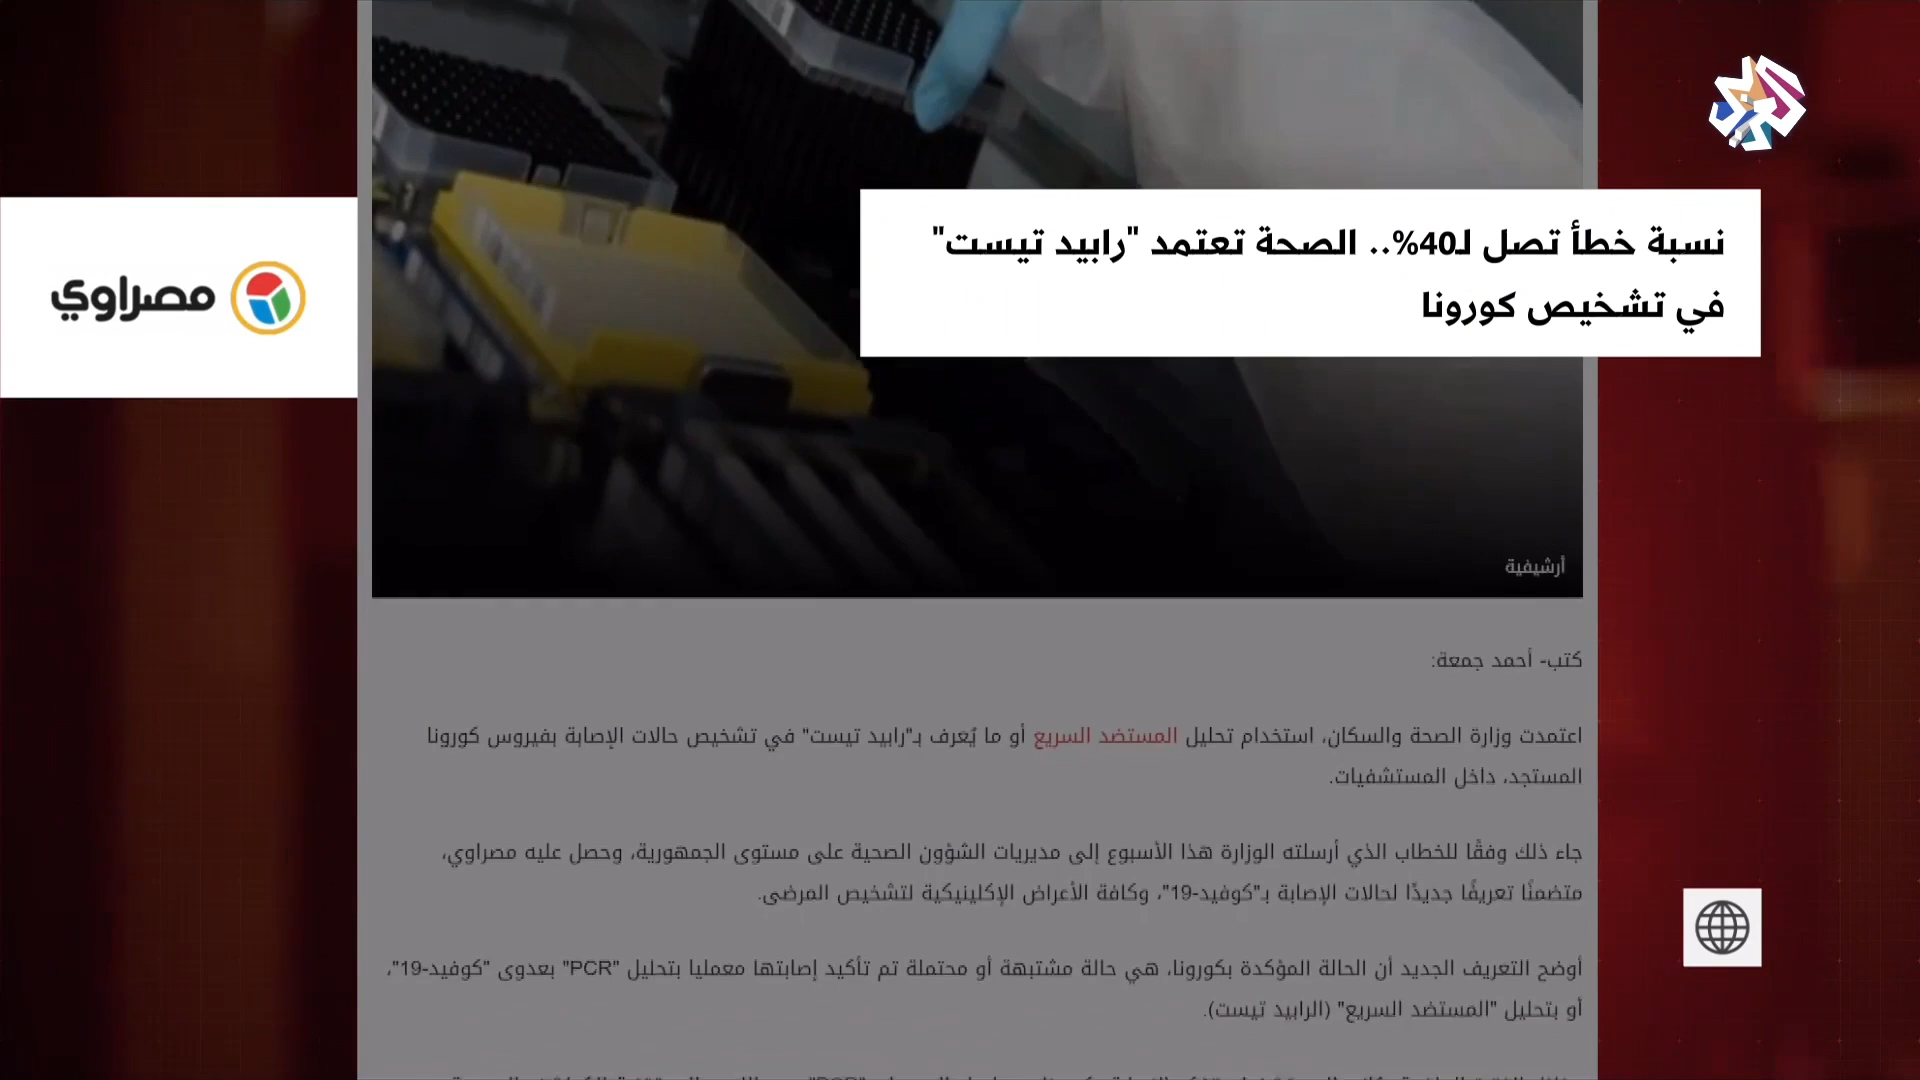 نسبة خطأ تصل لـ40%.. الصحة تعتمد "رابيد تيست"
في تشخيص كورونا
مصراوي
أرشيفية
كتب- أحمد جمعة:
اعتمدت وزارة الصحة والسكان، استخدام تحليل المستضد السريع أو ما يُعرف بـ"رابيد تيست" في تشخيص حالات الإصابة بفيروس كورونا
المستجد، داخل المستشفيات.
جاء ذلك وفقًا للخطاب الذي أرسلته الوزارة هذا الأسبوع إلى مديريات الشؤون الصحية على مستوى الجمهورية، وحصل عليه مصراوي،
متضمنًا تعريفًا جديدًا لحالات الإصابة بـ"كوفيد-19"، وكافة الأعراض الإكلينيكية لتشخيص المرضى.
أوضح التعريف الجديد أن الحالة المؤكدة بكورونا، هي حالة مشتبهة أو محتملة تم تأكيد إصابتها معمليا بتحليل "PCR" بعدوى "كوفيد-19"،
أو بتحليل "المستضد السريع" (الرابيد تيست).